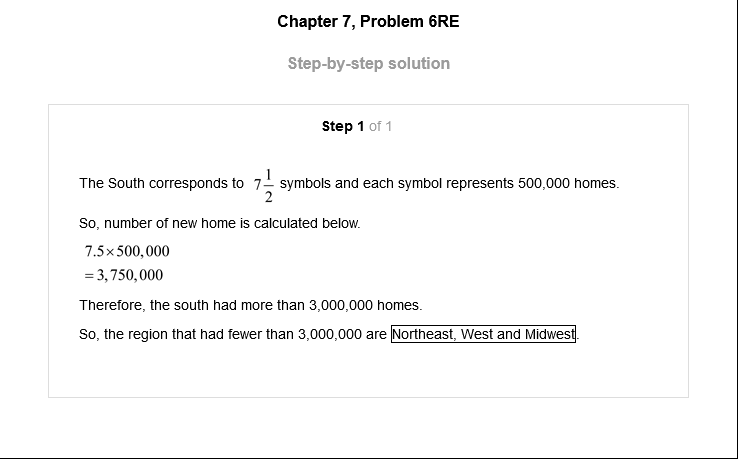 Chapter 7, Problem 6RE
Step-by-step solution
Step 1 of 1
The South corresponds to 7 1/2 symbols and each symbol represents 500,000 homes.
So, number of new home is calculated below.
7.5×500,000
=3,750,000
Therefore, the south had more than 3,000,000 homes.
So, the region that had fewer than 3,000,000 are Northeast, West and Midwest.